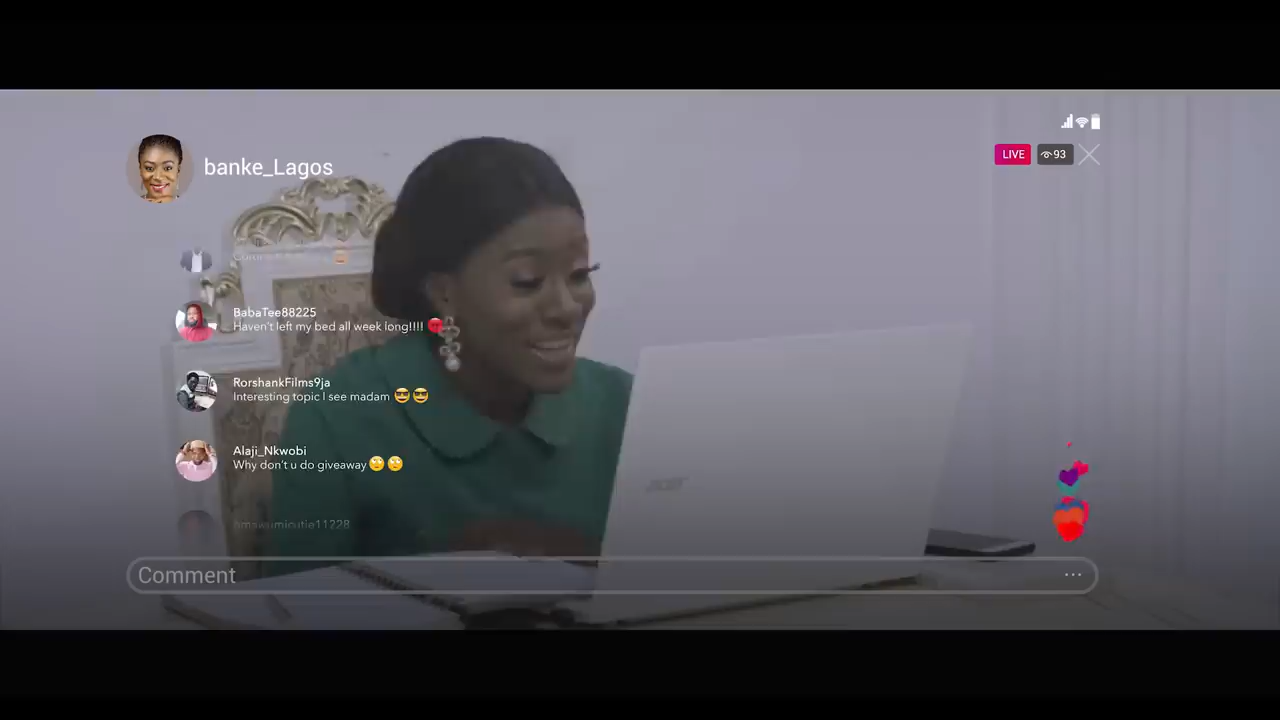 banke_Lagos
LIVE
93
BabaTee88225
Haven't left my bed all week long!!!!
RorshankFilms9ja
Interesting topic I see madam 😎😎
Alaji_Nkwobi
Why don't u do giveaway 🙄🙄
Comment
acer